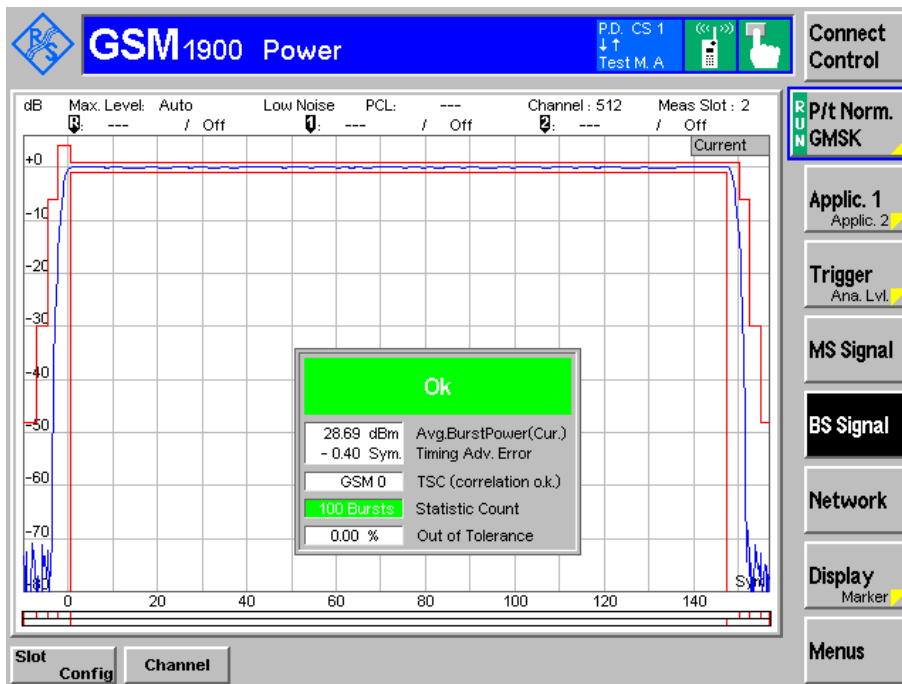 R&S
GSM 1900 Power
P.D. CS 1
Test M. A
Connect
Control
dB Max. Level: Auto Low Noise PCL: --- Channel : 512 Meas Slot : 2
R: --- / Off 1: --- / Off 2: --- / Off
Current
RUN
P/t Norm.
GMSK
+0
-10
-20
-30
-40
-50
-60
-70
-80
Applic. 1
Applic. 2
Trigger
Ana. Lvl.
MS Signal
BS Signal
Network
Display
Marker
Menus
Ok
28.69 dBm Avg.BurstPower(Cur.)
- 0.40 Sym. Timing Adv. Error
GSM 0 TSC (correlation o.k.)
100 Bursts Statistic Count
0.00 % Out of Tolerance
0 20 40 60 80 100 120 140
Slot
Config
Channel